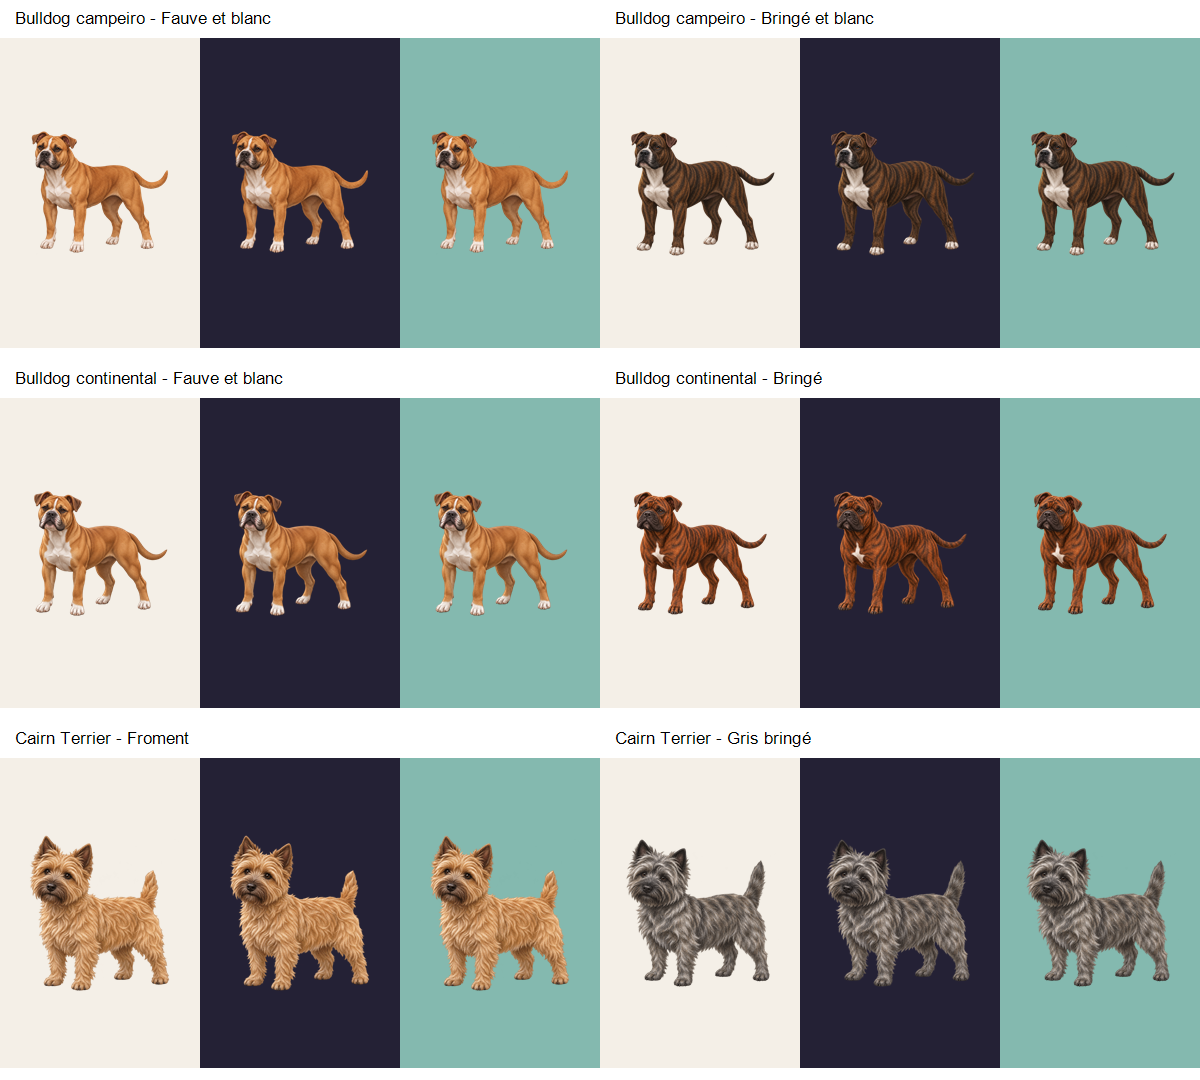 Bulldog campeiro - Fauve et blanc
Bulldog campeiro - Bringé et blanc
Bulldog continental - Fauve et blanc
Bulldog continental - Bringé
Cairn Terrier - Froment
Cairn Terrier - Gris bringé